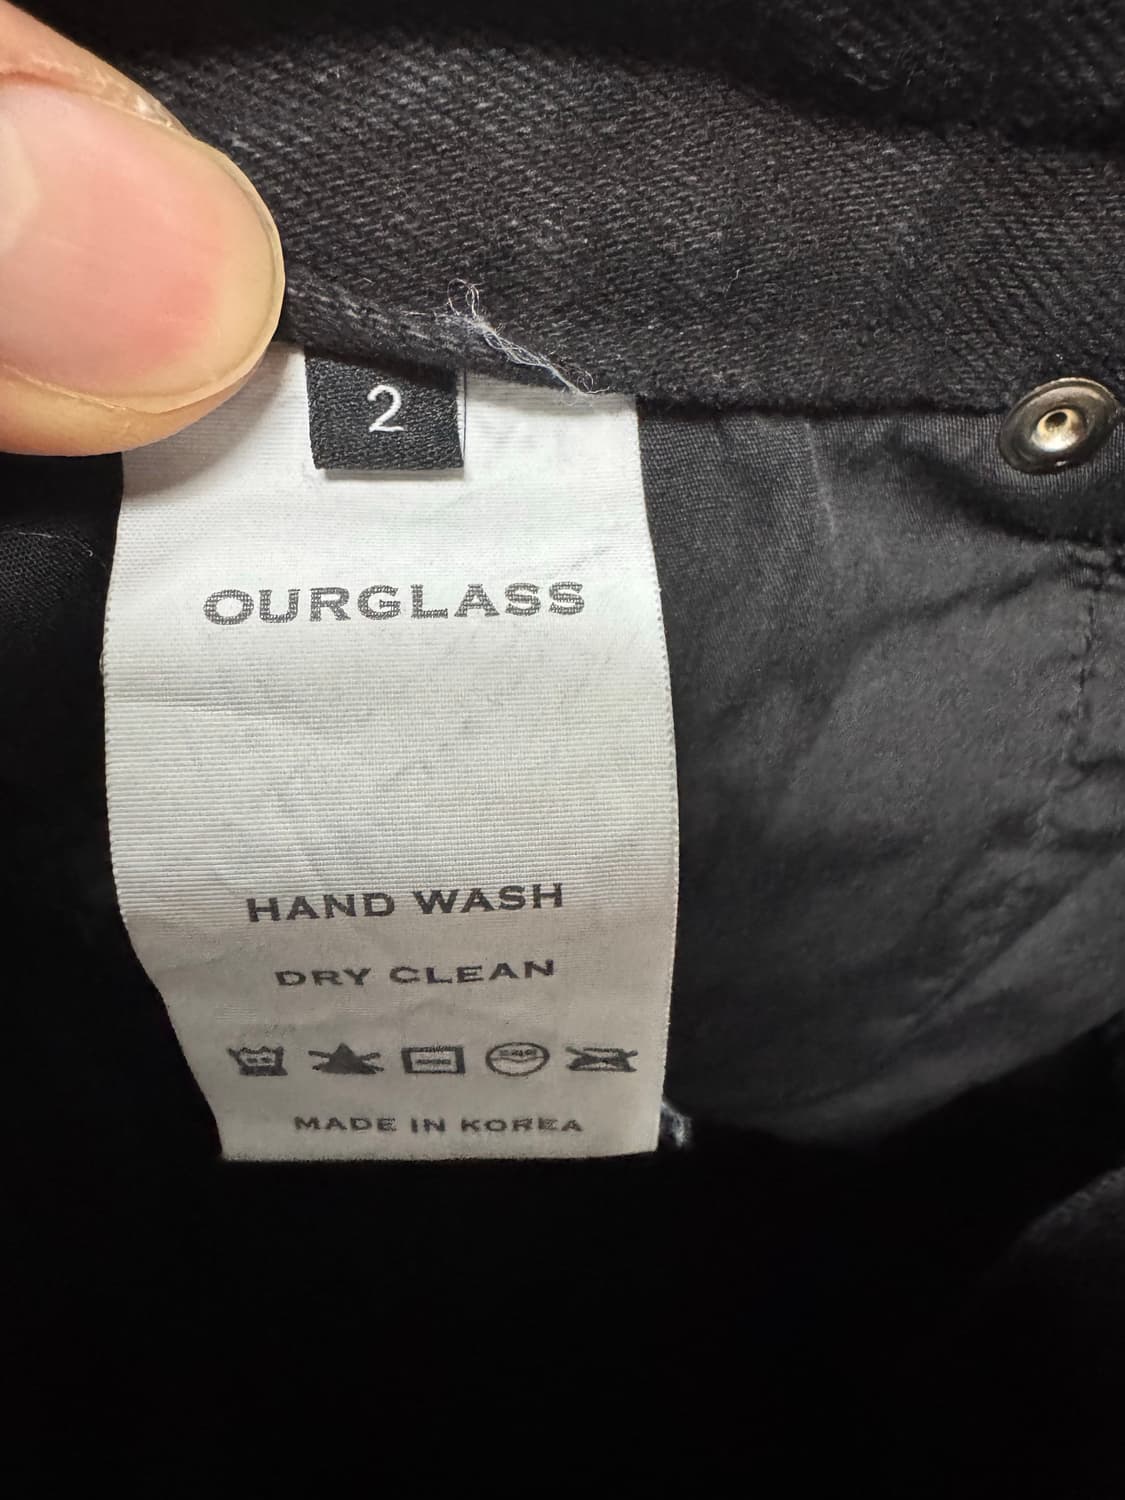 2
OURGLASS
HAND WASH
DRY CLEAN
MADE IN KOREA